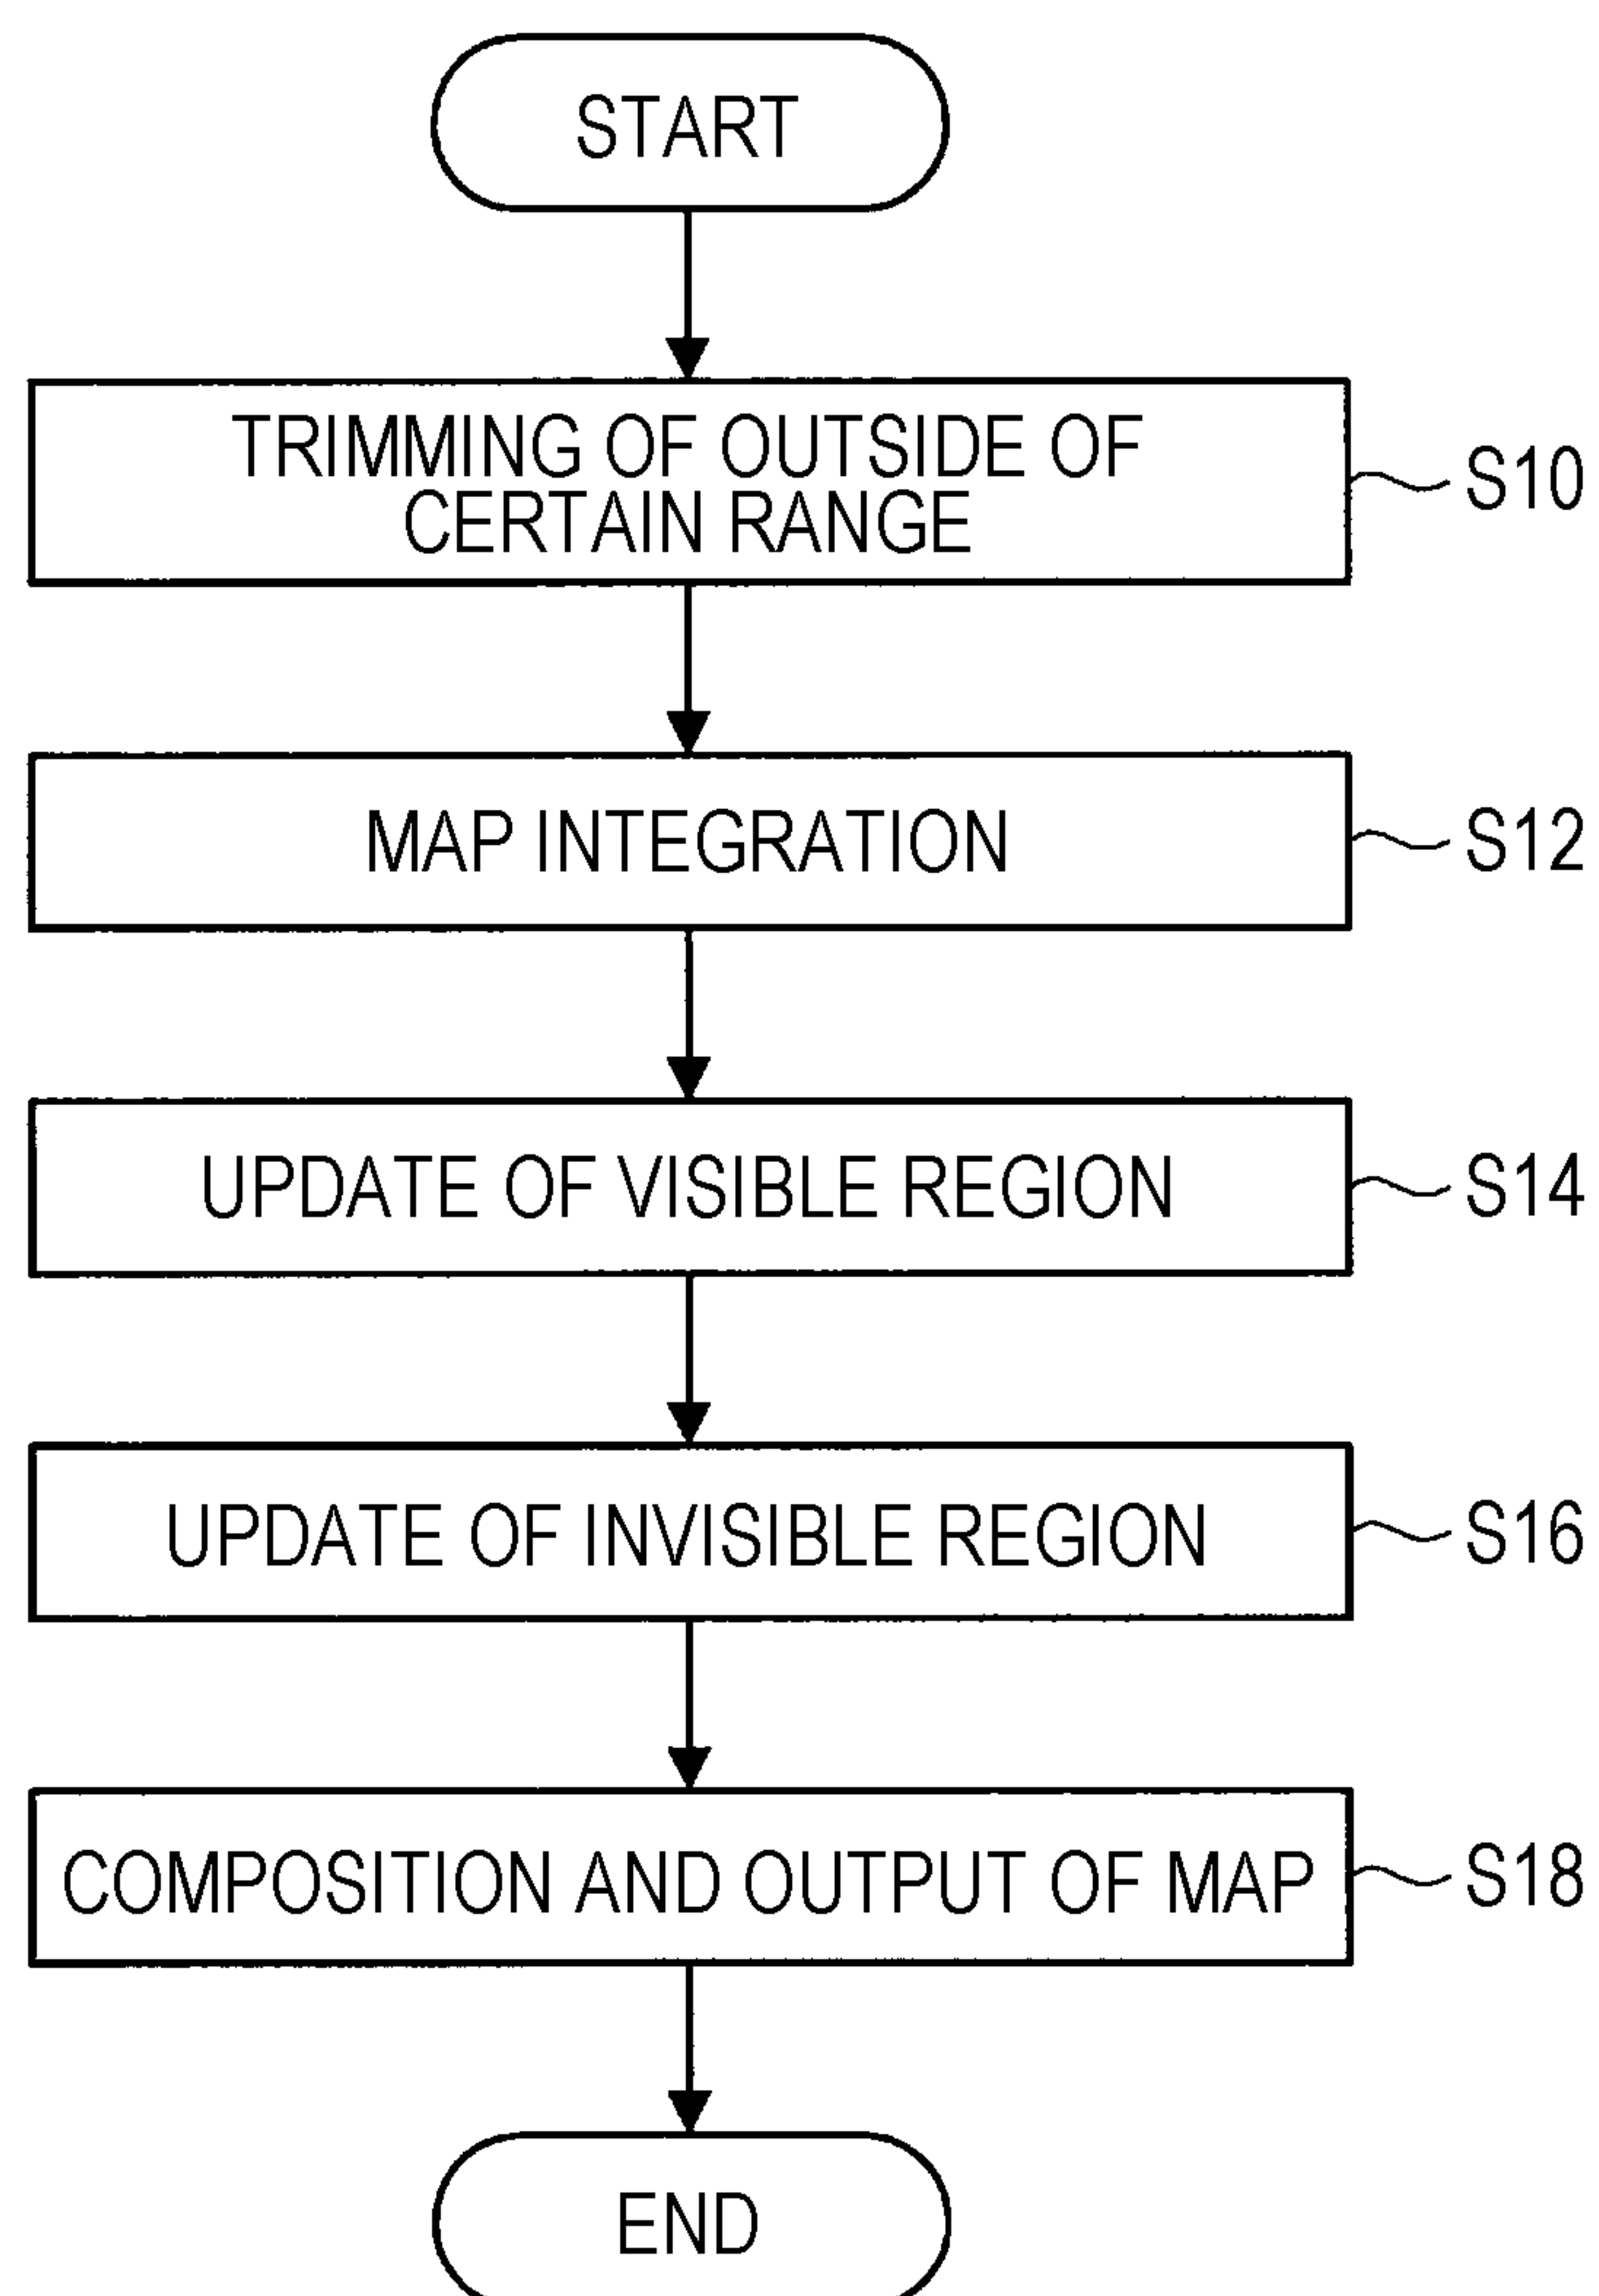 START
TRIMMING OF OUTSIDE OF
CERTAIN RANGE
S10
MAP INTEGRATION
S12
UPDATE OF VISIBLE REGION
S14
UPDATE OF INVISIBLE REGION
S16
COMPOSITION AND OUTPUT OF MAP
S18
END